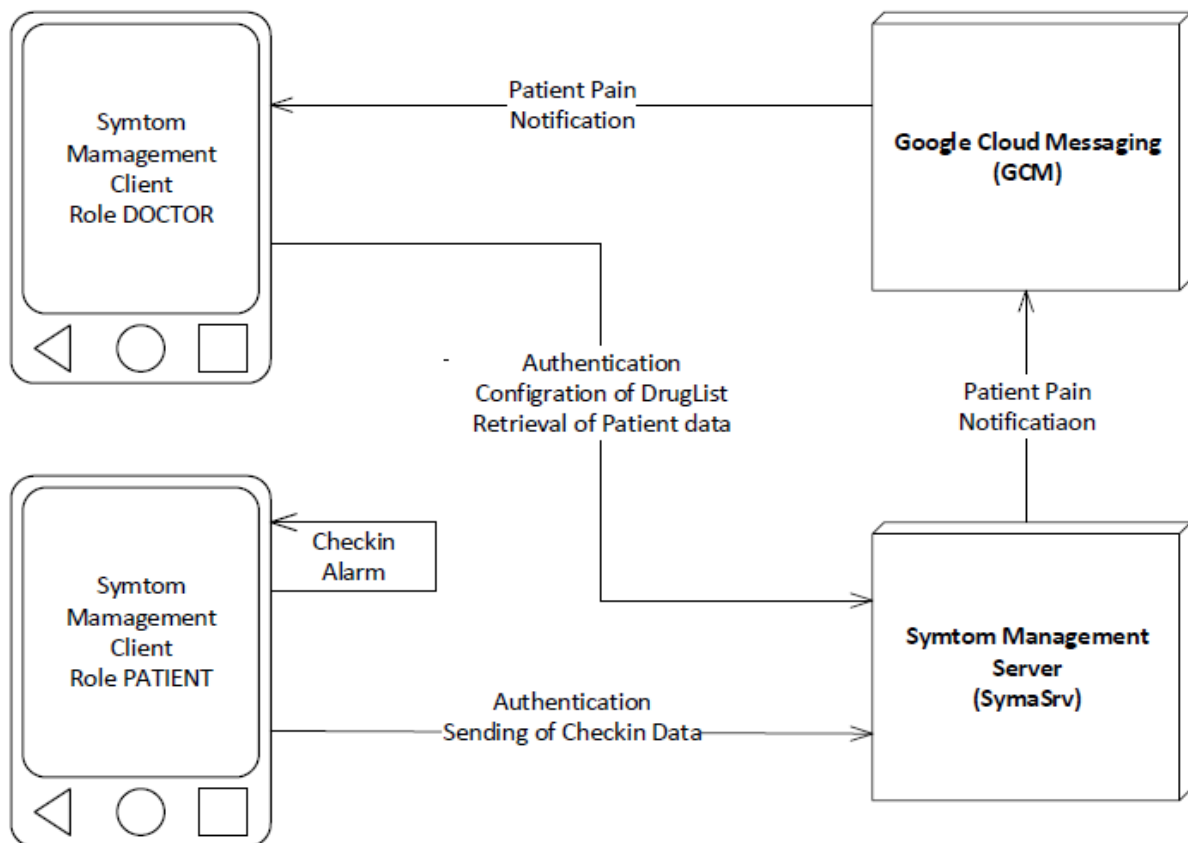 Symtom
Mamagement
Client
Role DOCTOR
Patient Pain
Notification
Google Cloud Messaging
(GCM)
Authentication
Configration of DrugList
Retrieval of Patient data
Patient Pain
Notificatiaon
Symtom
Mamagement
Client
Role PATIENT
Checkin
Alarm
Authentication
Sending of Checkin Data
Symtom Management
Server
(SymaSrv)